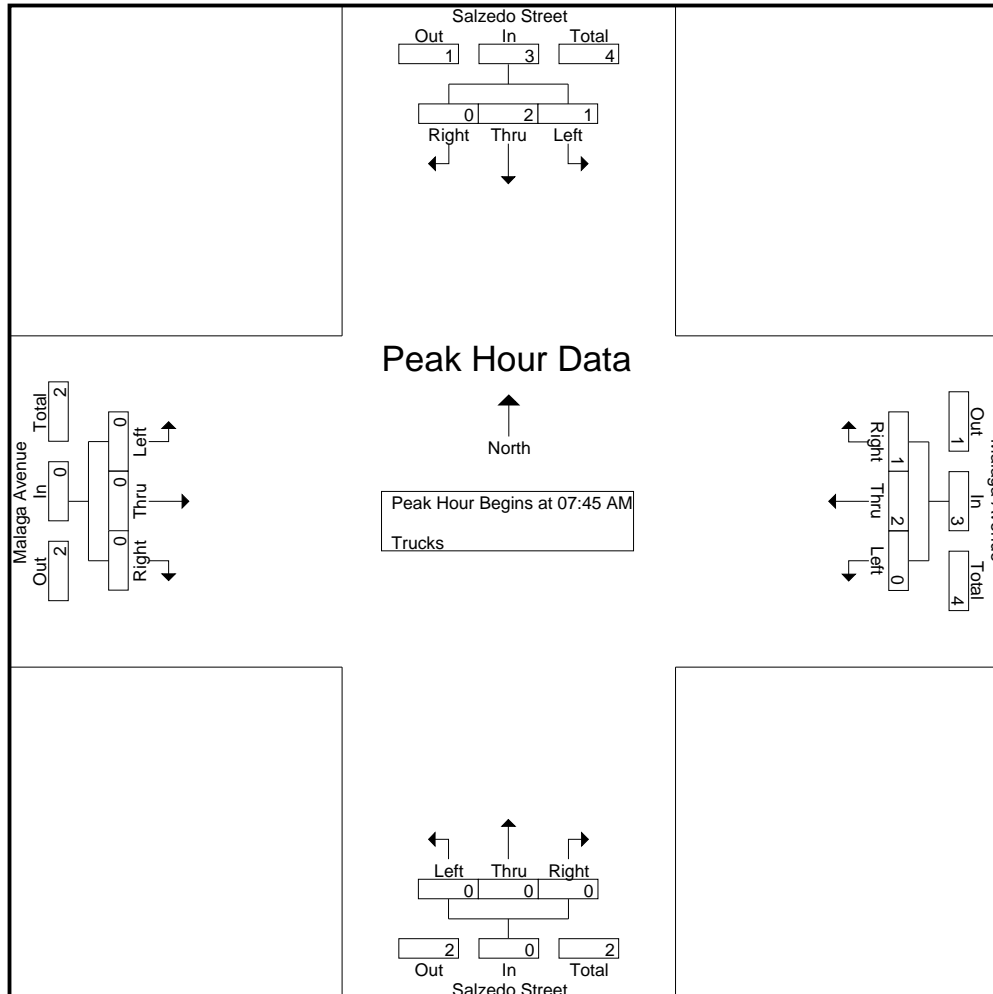 Salzedo Street
Out In Total
1 3 4
0 2 1
Right Thru Left
Peak Hour Data
North
Peak Hour Begins at 07:45 AM
Trucks
Malaga Avenue
Out In Total
2 0 2
0 0 0
Left Thru Right
Out In Total
1 3 4
1 2 0
Right Thru Left
Left Thru Right
0 0 0
2 0 2
Out In Total
Salzedo Street